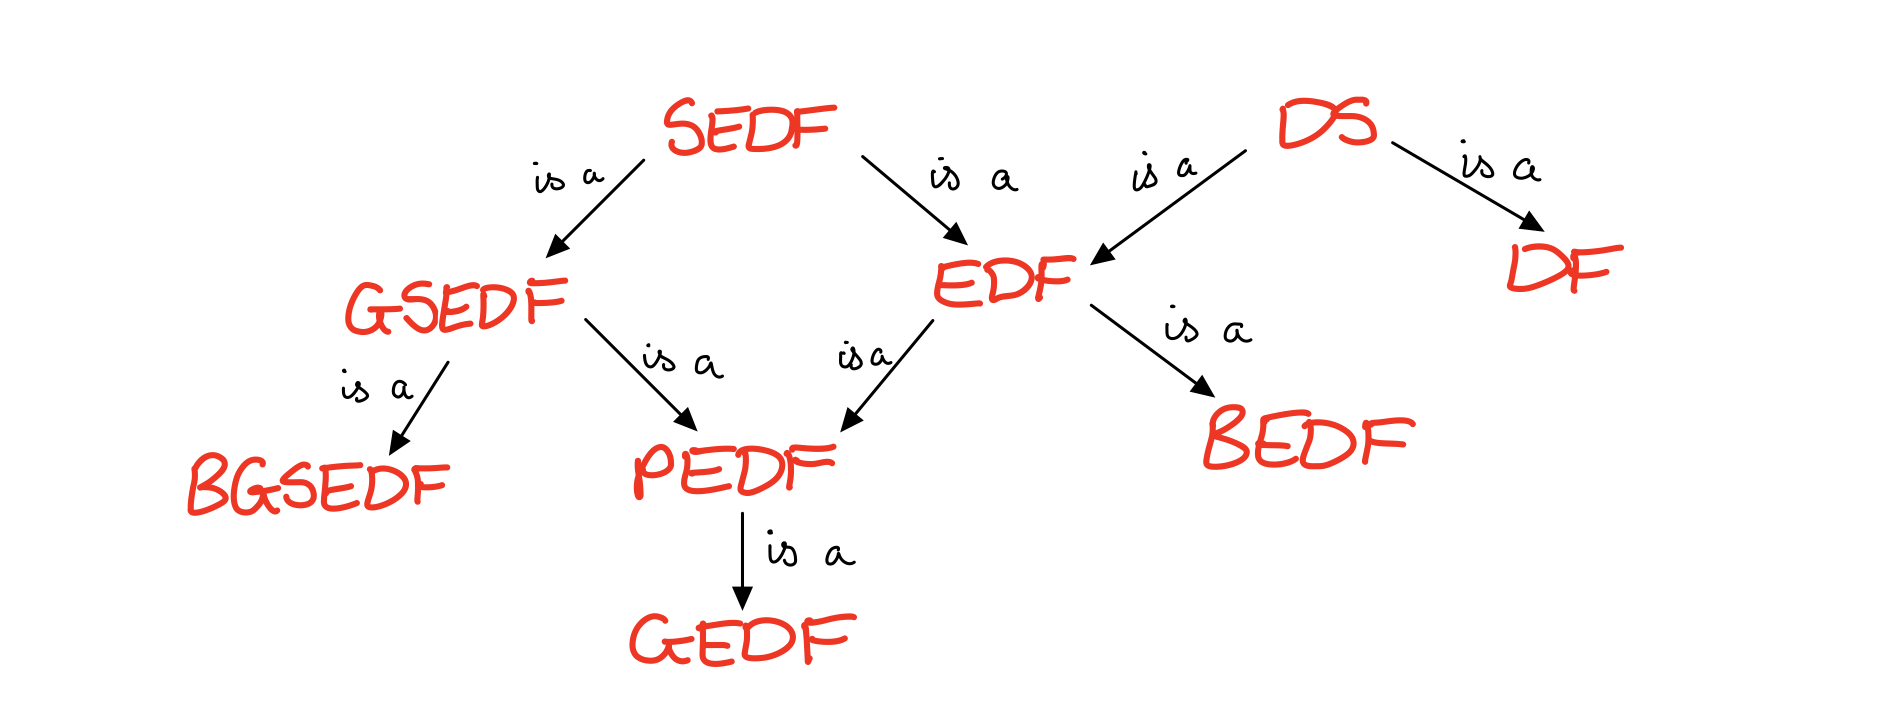 SEDF
DS
is a
is a
is a
is a
GSEDF
EDF
DF
is a
is a
is a
is a
BGSEDF
PEDF
BEDF
is a
GEDF